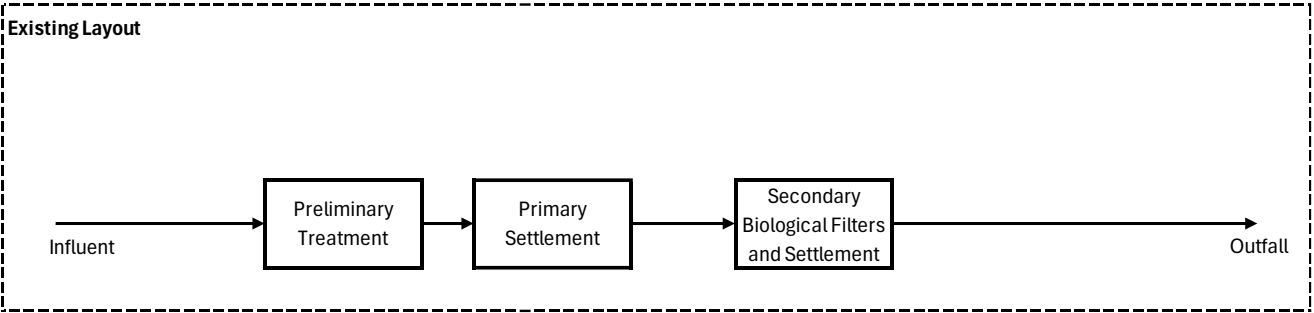 Existing Layout
Influent
Preliminary
Treatment
Primary
Settlement
Secondary
Biological Filters
and Settlement
Outfall